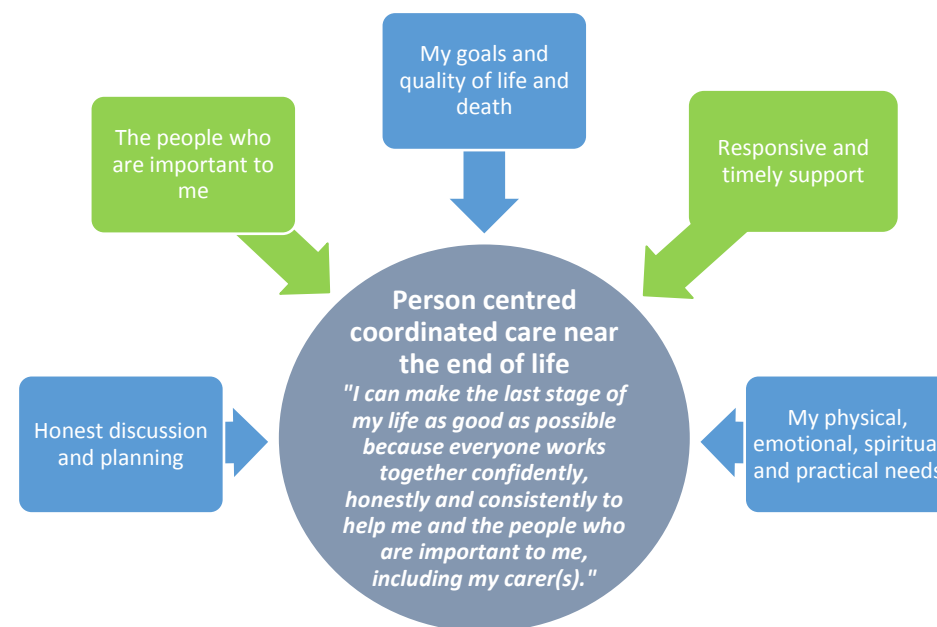 My goals and
quality of life and
death
The people who
are important to
me
Responsive and
timely support
Honest discussion
and planning
Person centred
coordinated care near
the end of life
"I can make the last stage of
my life as good as possible
because everyone works
together confidently,
honestly and consistently to
help me and the people who
are important to me,
including my carer(s)."
My physical,
emotional, spiritua
and practical needs